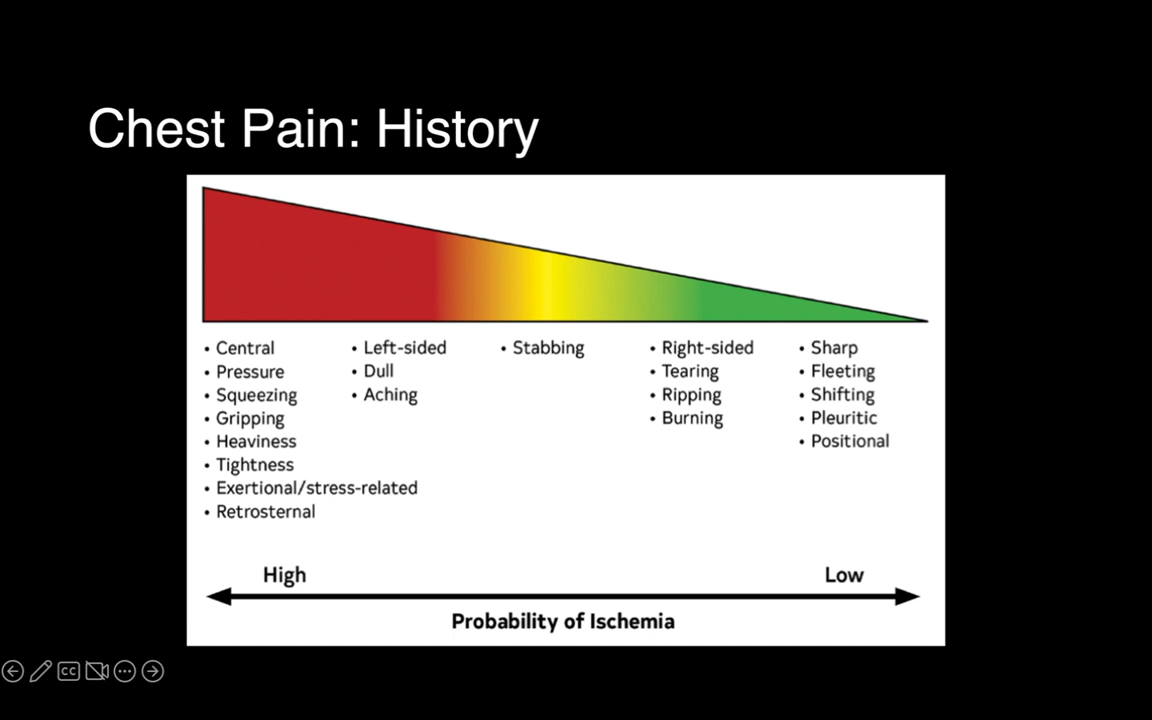 Chest Pain: History
• Central
• Pressure
• Squeezing
• Gripping
• Heaviness
• Tightness
• Exertional/stress-related
• Retrosternal
• Left-sided
• Dull
• Aching
• Stabbing
• Right-sided
• Tearing
• Ripping
• Burning
• Sharp
• Fleeting
• Shifting
• Pleuritic
• Positional
High
Low
Probability of Ischemia
CC